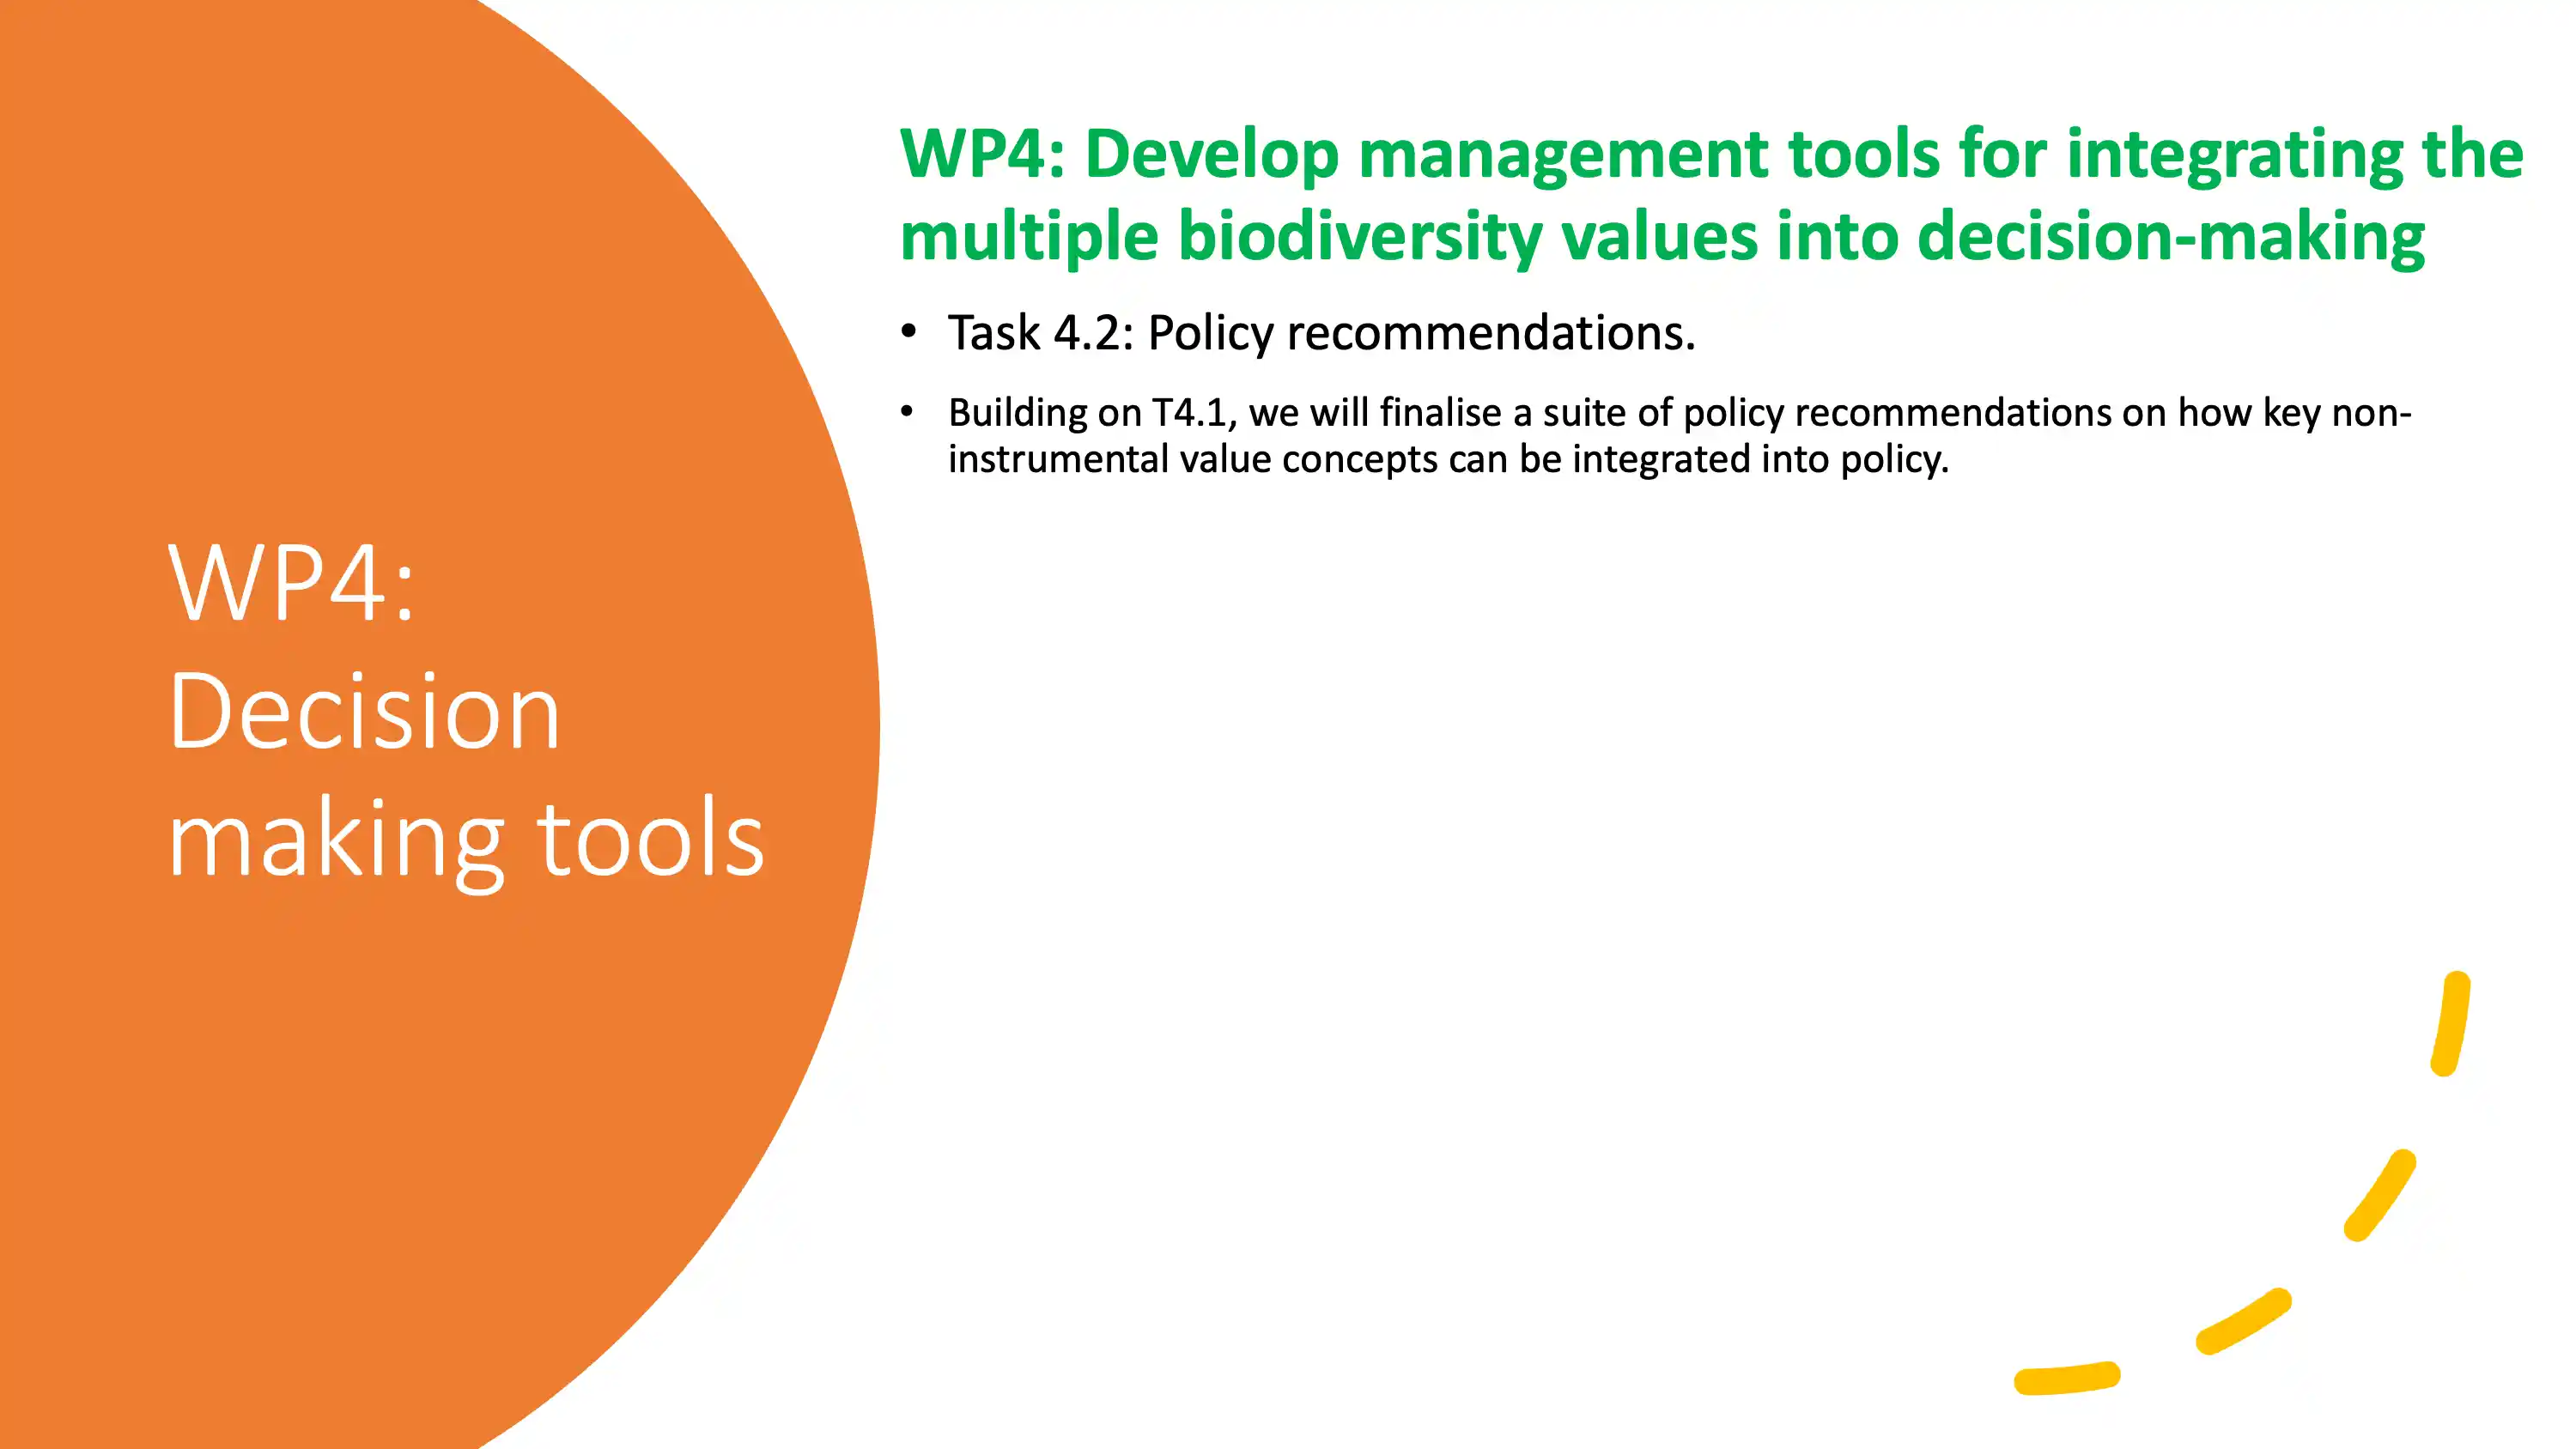 WP4:
Decision
making tools
WP4: Develop management tools for integrating the
multiple biodiversity values into decision-making
• Task 4.2: Policy recommendations.
• Building on T4.1, we will finalise a suite of policy recommendations on how key non-
instrumental value concepts can be integrated into policy.